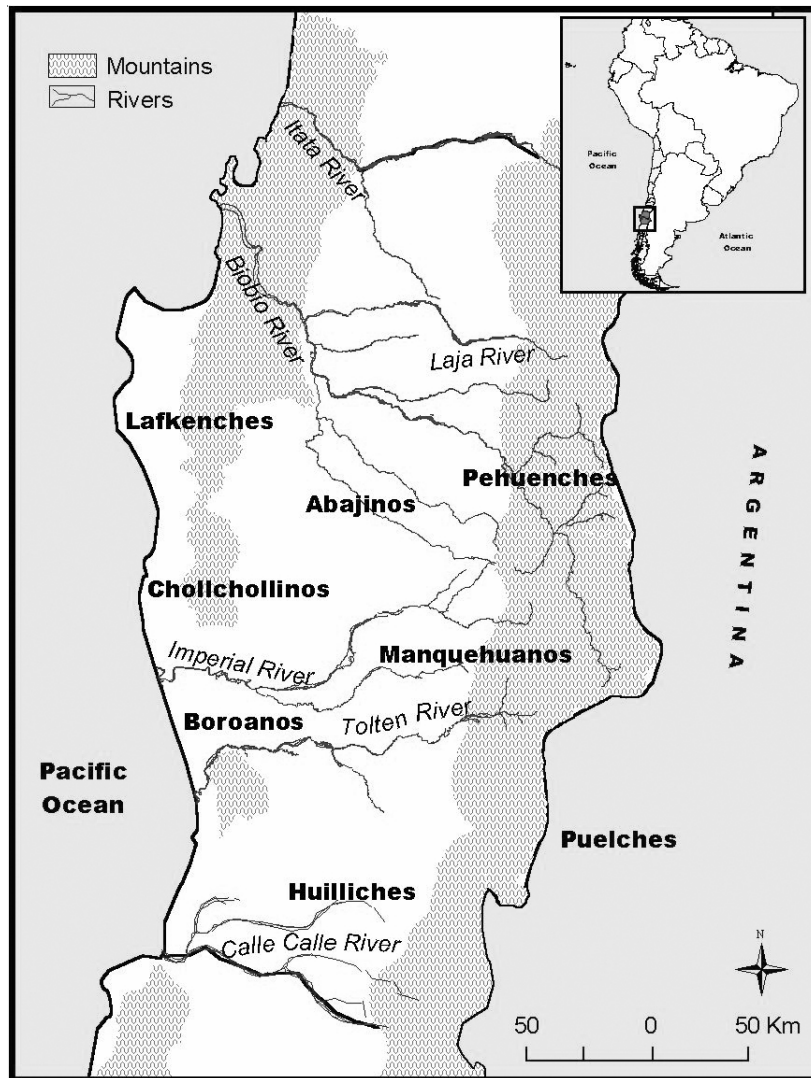 Mountains
Rivers
Pacific
Ocean
Atlantic
Ocean
Itata River
Biobio River
Laja River
Lafkenches
Pehuenches
Abajinos
ARGENTINA
Chollchollinos
Imperial River
Manquehuanos
Boroanos
Tolten River
Pacific
Ocean
Puelches
Huilliches
Calle Calle River
N
50 0 50 Km